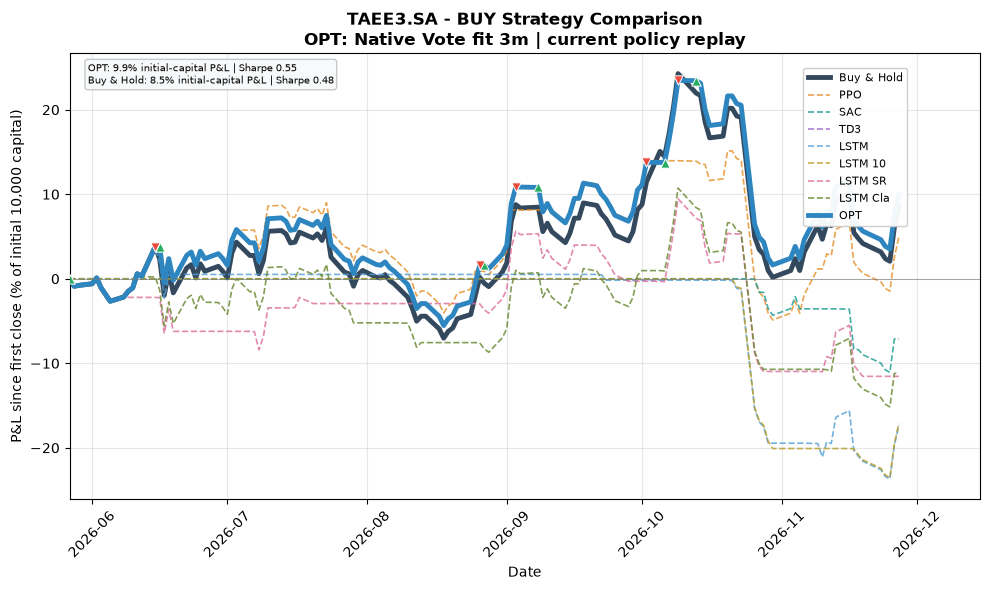 TAEE3.SA - BUY Strategy Comparison
OPT: Native Vote fit 3m | current policy replay
OPT: 9.9% initial-capital P&L | Sharpe 0.55
Buy & Hold: 8.5% initial-capital P&L | Sharpe 0.48
Buy & Hold
PPO
SAC
TD3
LSTM
LSTM 10
LSTM SR
LSTM Cla
OPT
P&L since first close (% of initial 10,000 capital)
20
10
0
−10
−20
2026-06
2026-07
2026-08
2026-09
2026-10
2026-11
2026-12
Date